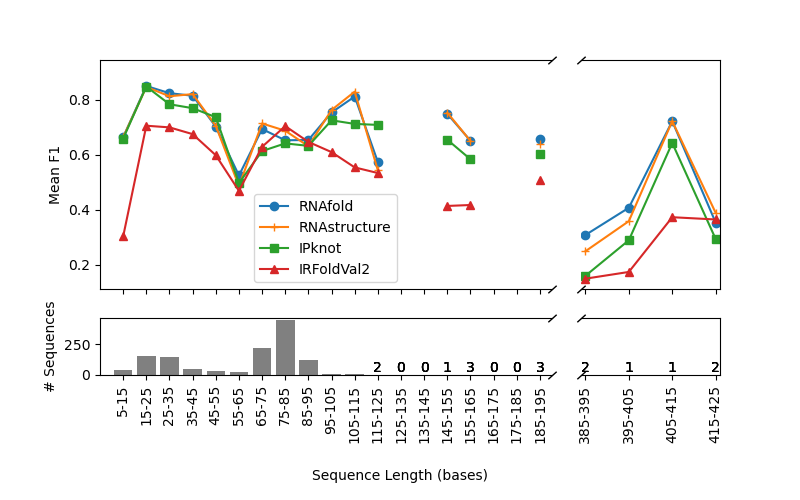 Mean F1
0.8
0.6
0.4
0.2
RNAfold
RNAstructure
IPknot
IRFoldVal2
# Sequences
250
0
2 0 0 1 3 0 0 3 2 1 1 2
5-15 15-25 25-35 35-45 45-55 55-65 65-75 75-85 85-95 95-105 105-115 115-125 125-135 135-145 145-155 155-165 165-175 175-185 185-195 385-395 395-405 405-415 415-425
Sequence Length (bases)